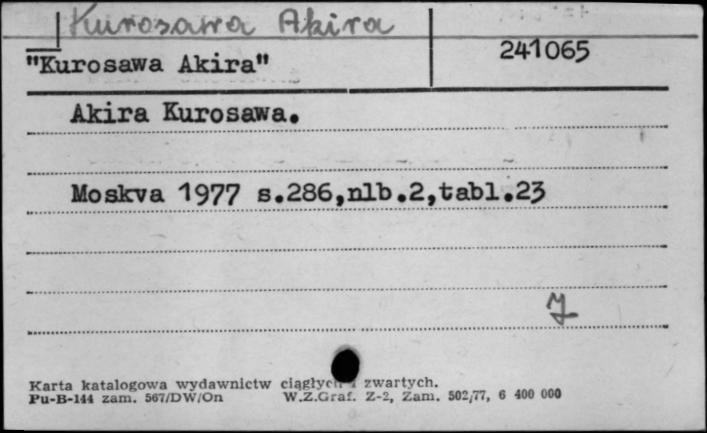 Kurosawa Akira
"Kurosawa Akira" 241065
Akira Kurosawa.
Moskva 1977 s.286,nlb.2,tabl.23
Karta katalogowa wydawnictw ciągłych i zwartych.
Pu-B-144 zam. 567/DW/On W.Z.Graf. Z-2, Zam. 502/77, 6 400 000